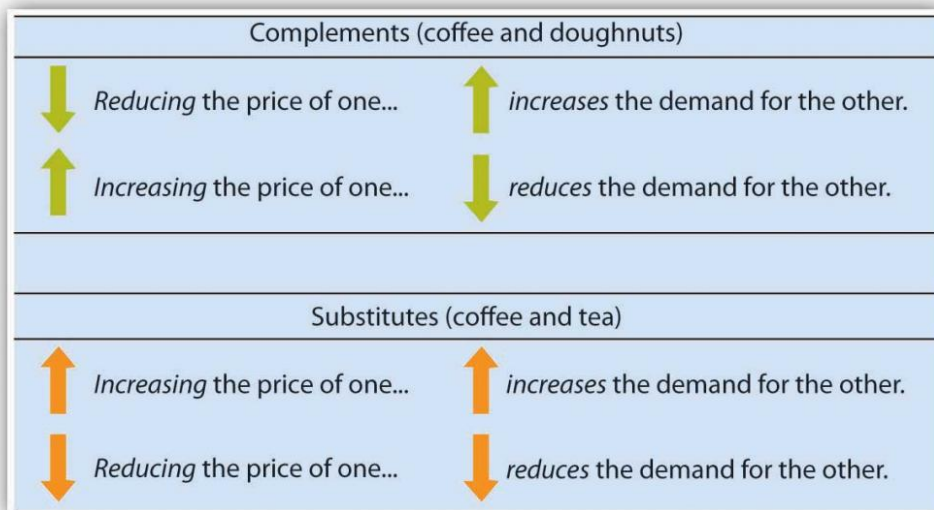 Complements (coffee and doughnuts)
Reducing the price of one... increases the demand for the other.
Increasing the price of one... reduces the demand for the other.
Substitutes (coffee and tea)
Increasing the price of one... increases the demand for the other.
Reducing the price of one... reduces the demand for the other.